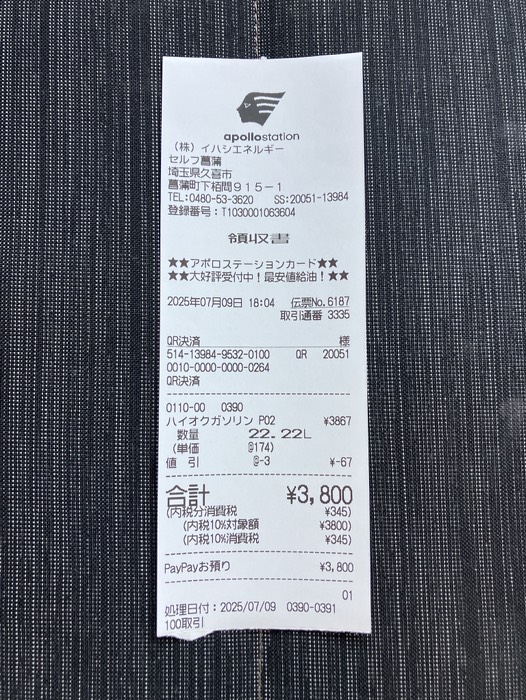 apollostation
(株)イハシエネルギー
セルフ菖蒲
埼玉県久喜市
菖蒲町下栢間915-1
TEL:0480-53-3620 SS:20051-13984
登録番号:T1030001063604
領収書
★★アポロステーションカード★★
★★大好評受付中!最安値給油!★★
2025年07月09日 18:04 伝票No.6187
取引通番 3335
QR決済 様
514-13984-9532-0100 QR 20051
0010-0000-0000-0264
QR決済
0110-00 0390
ハイオクガソリン P02 ¥3867
数量 22.22L
(単価 @174)
値引 @-3 ¥-67
合計 ¥3,800
(内税分消費税 ¥345)
(内税10%対象額 ¥3800)
(内税10%消費税 ¥345)
PayPayお預り ¥3,800
01
処理日付:2025/07/09 0390-0391
100取引